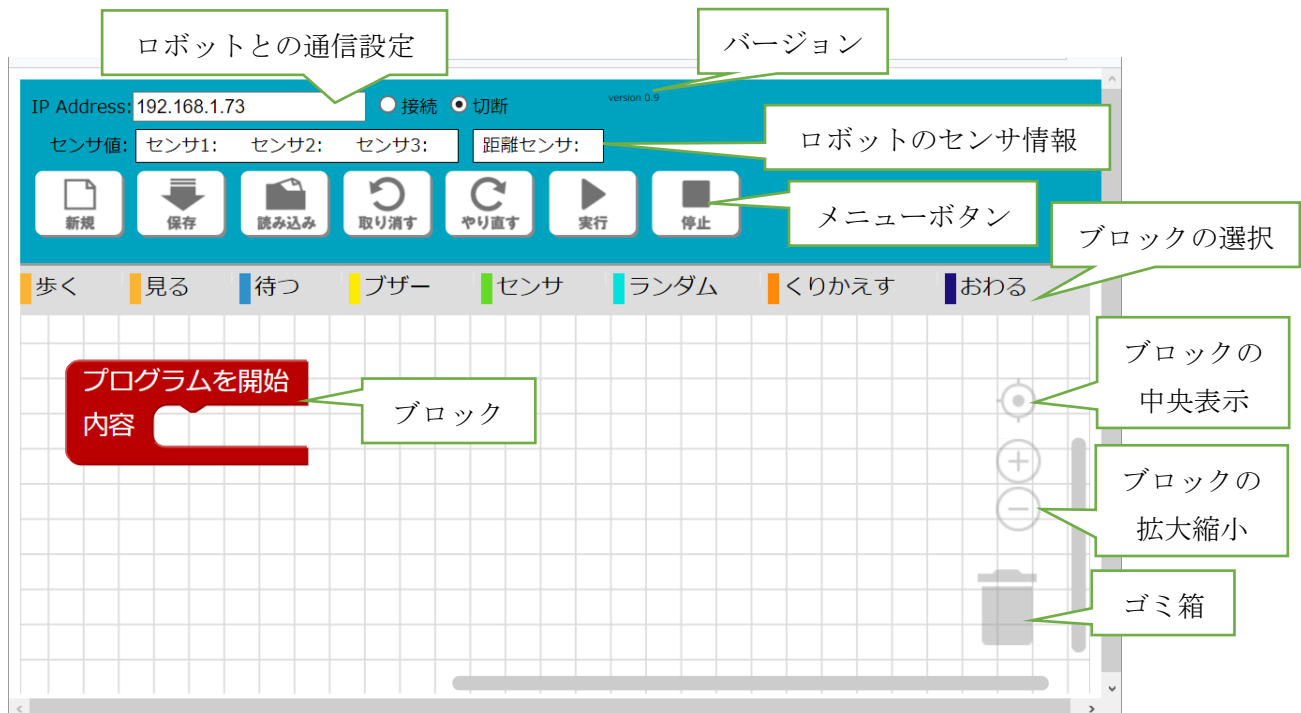 ロボットとの通信設定
バージョン
IP Address: 192.168.1.73 接続 切断
version 0.9
センサ値: センサ1: センサ2: センサ3: 距離センサ:
ロボットのセンサ情報
新規 保存 読み込み 取り消す やり直す 実行 停止
メニューボタン
ブロックの選択
歩く 見る 待つ ブザー センサ ランダム くりかえす おわる
プログラムを開始
内容
ブロック
ブロックの
中央表示
ブロックの
拡大縮小
ゴミ箱